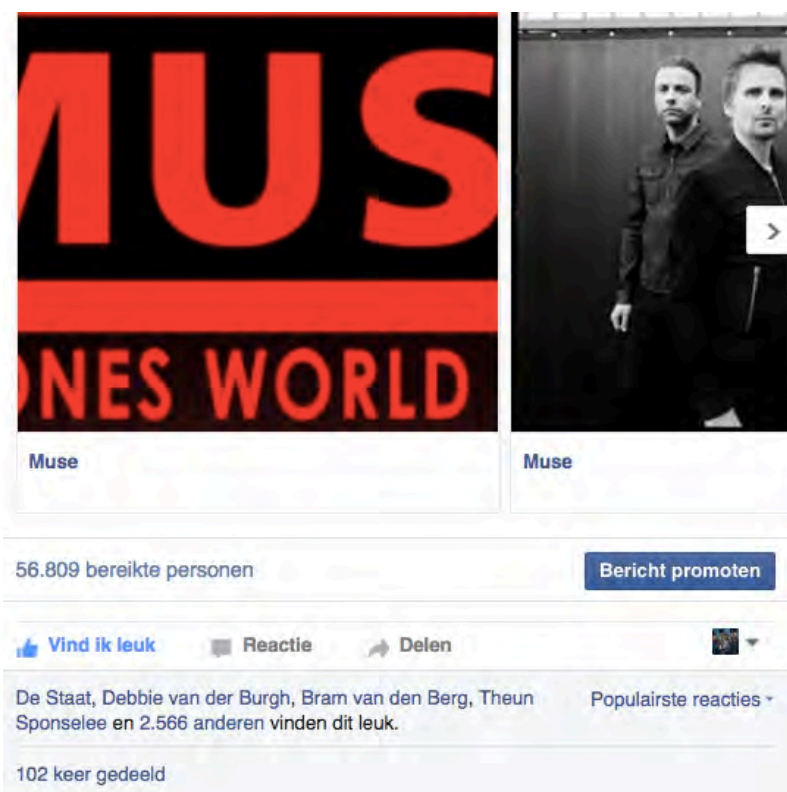 MUS
ONES WORLD
Muse
Muse
56.809 bereikte personen
Bericht promoten
Vind ik leuk
Reactie
Delen
De Staat, Debbie van der Burgh, Bram van den Berg, Theun
Sponselee en 2.566 anderen vinden dit leuk.
Populairste reacties
102 keer gedeeld